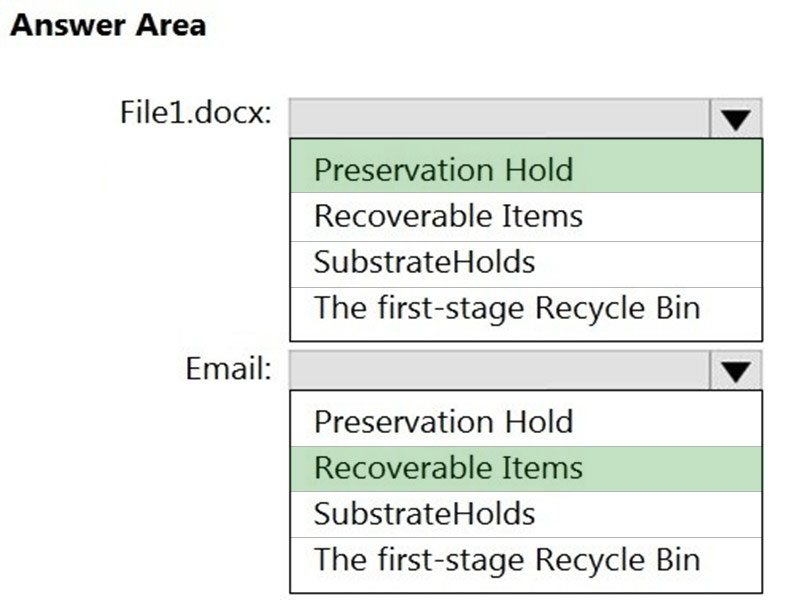 Answer Area
File1.docx:
Preservation Hold
Recoverable Items
SubstrateHolds
The first-stage Recycle Bin
Email:
Preservation Hold
Recoverable Items
SubstrateHolds
The first-stage Recycle Bin